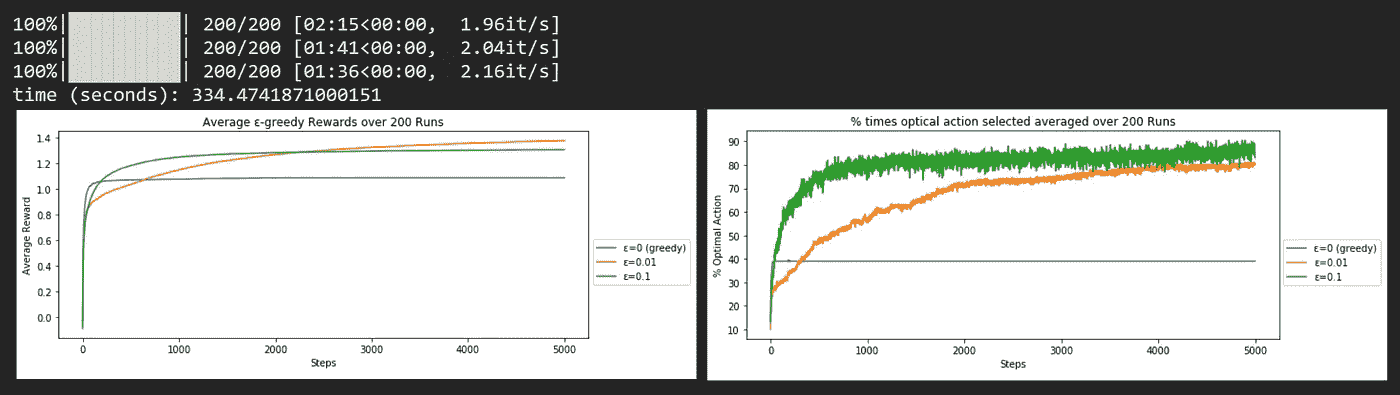 100%|██████████| 200/200 [02:15<00:00,  1.96it/s]
100%|██████████| 200/200 [01:41<00:00,  2.04it/s]
100%|██████████| 200/200 [01:36<00:00,  2.16it/s]
time (seconds): 334.4741871000151
Average ε-greedy Rewards over 200 Runs
1.4
1.2
1.0
0.8
0.6
0.4
0.2
0.0
Average Reward
0 1000 2000 3000 4000 5000
Steps
ε=0 (greedy)
ε=0.01
ε=0.1
% times optical action selected averaged over 200 Runs
90
80
70
60
50
40
30
20
10
% Optimal Action
0 1000 2000 3000 4000 5000
Steps
ε=0 (greedy)
ε=0.01
ε=0.1